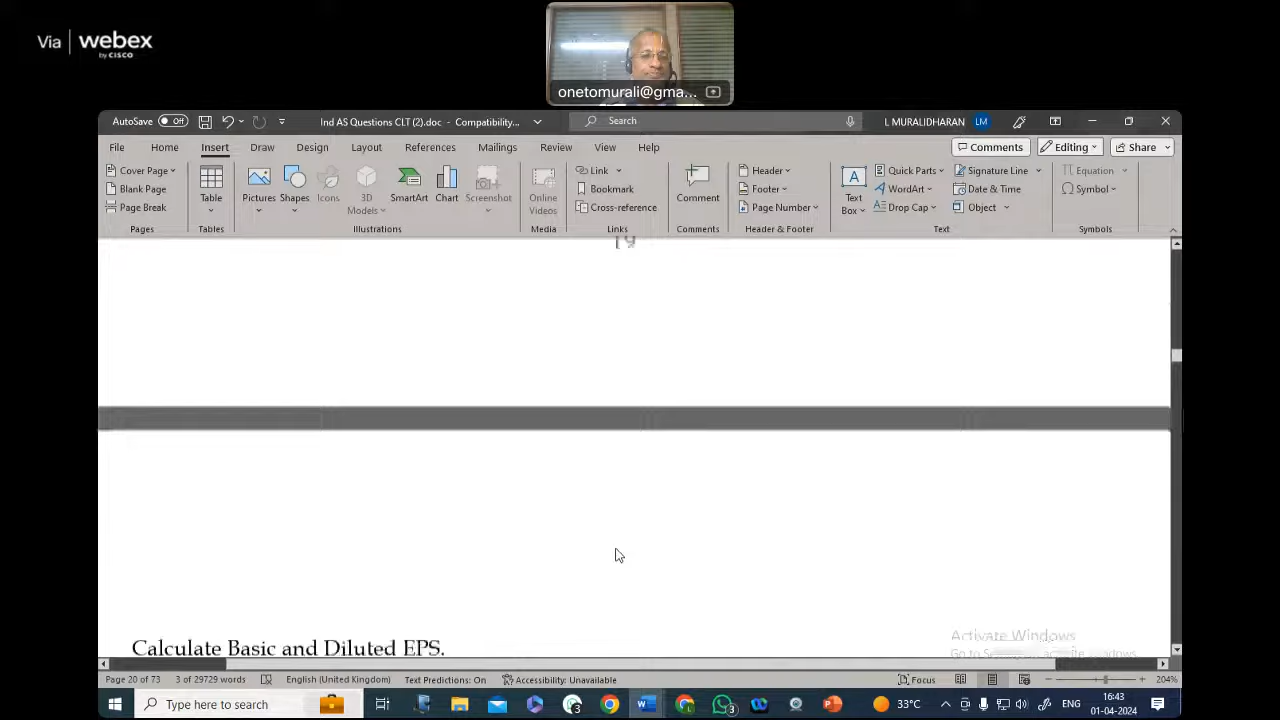 Via webex
by CISCO
onetomurali@gma...
AutoSave Off Ind AS Questions CLT (2).doc - Compatibility... Search L MURALIDHARAN LM
File Home Insert Draw Design Layout References Mailings Review View Help Comments Editing Share
Cover Page
Blank Page
Page Break
Pages
Table
Tables
Pictures Shapes Icons 3D Models SmartArt Chart Screenshot
Illustrations
Online Videos
Media
Link
Bookmark
Cross-reference
Links
Comment
Comments
Header
Footer
Page Number
Header & Footer
Text Box
Quick Parts
WordArt
Drop Cap
Signature Line
Date & Time
Object
Text
Equation
Symbol
Symbols
Calculate Basic and Diluted EPS.
Activate Windows
Page 20 of 73 3 of 29729 words English (United Kingdom) Text Predictions: On Accessibility: Unavailable Focus 204%
Type here to search 3 3 33°C ENG 16:43
01-04-2024